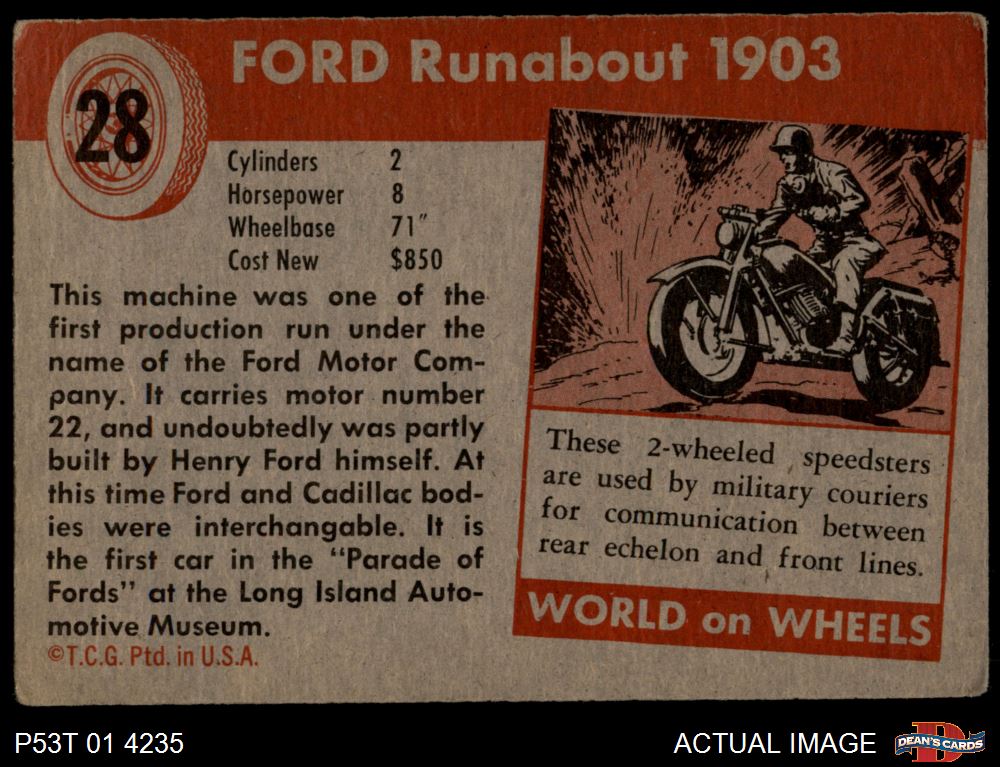 28
FORD Runabout 1903
Cylinders 2
Horsepower 8
Wheelbase 71"
Cost New $850
This machine was one of the
first production run under the
name of the Ford Motor Com-
pany. It carries motor number
22, and undoubtedly was partly
built by Henry Ford himself. At
this time Ford and Cadillac bod-
ies were interchangable. It is
the first car in the "Parade of
Fords" at the Long Island Auto-
motive Museum.
©T.C.G. Ptd. in U.S.A.
These 2-wheeled speedsters
are used by military couriers
for communication between
rear echelon and front lines.
WORLD on WHEELS
P53T 01 4235
ACTUAL IMAGE
D
DEAN'S CARDS